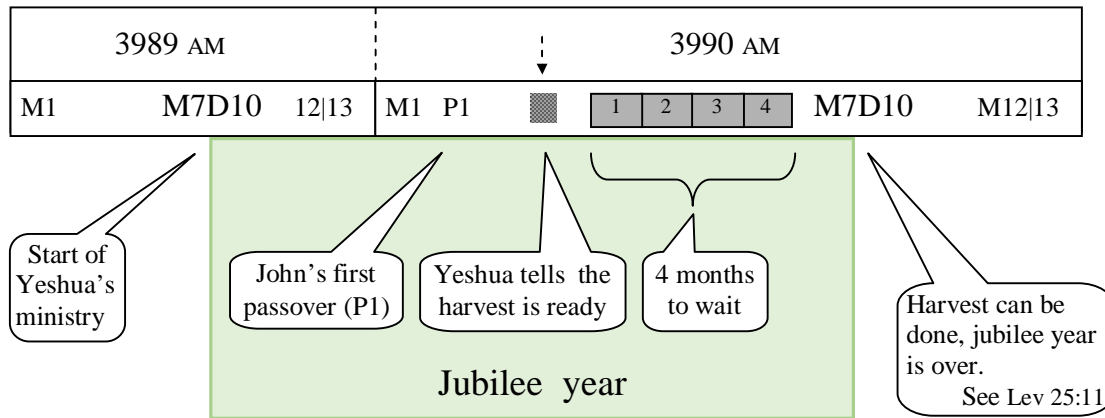 3989 AM 3990 AM
M1 M7D10 12|13 M1 P1 1 2 3 4 M7D10 M12|13
Start of
Yeshua's
ministry
John's first
passover (P1)
Yeshua tells the
harvest is ready
4 months
to wait
Harvest can be
done, jubilee year
is over.
See Lev 25:11
Jubilee year